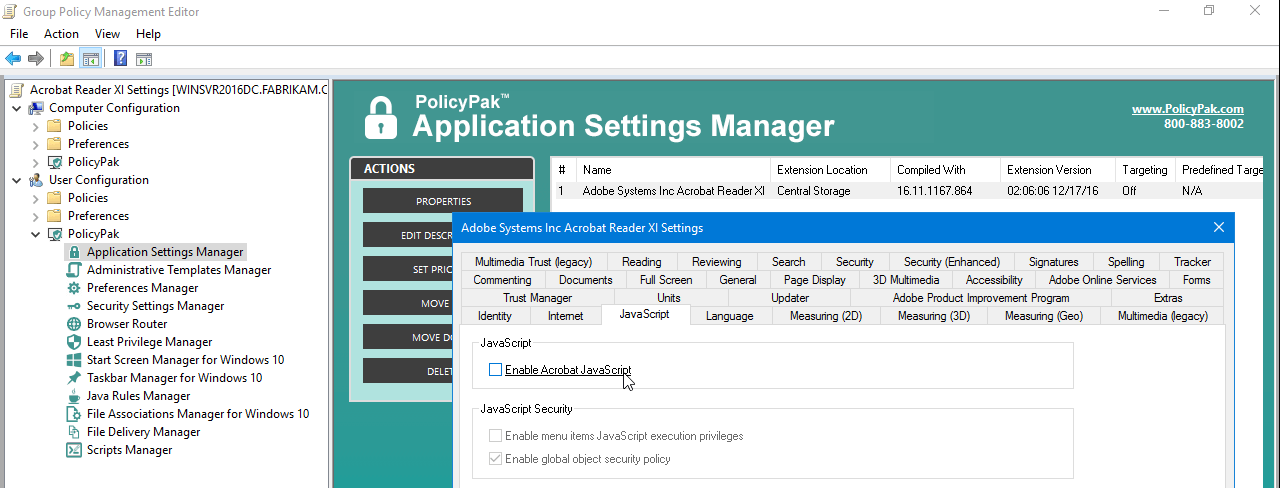 Group Policy Management Editor
File Action View Help
Acrobat Reader XI Settings [WINSVR2016DC.FABRIKAM.C
Computer Configuration
Policies
Preferences
PolicyPak
User Configuration
Policies
Preferences
PolicyPak
Application Settings Manager
Administrative Templates Manager
Preferences Manager
Security Settings Manager
Browser Router
Least Privilege Manager
Start Screen Manager for Windows 10
Taskbar Manager for Windows 10
Java Rules Manager
File Associations Manager for Windows 10
File Delivery Manager
Scripts Manager
PolicyPak™
Application Settings Manager
www.PolicyPak.com
800-883-8002
ACTIONS
PROPERTIES
EDIT DESCR
SET PRIO
MOVE
MOVE DO
DELET
# Name Extension Location Compiled With Extension Version Targeting Predefined Targe
1 Adobe Systems Inc Acrobat Reader XI Central Storage 16.11.1167.864 02:06:06 12/17/16 Off N/A
Adobe Systems Inc Acrobat Reader XI Settings
Multimedia Trust (legacy) Reading Reviewing Search Security Security (Enhanced) Signatures Spelling Tracker
Commenting Documents Full Screen General Page Display 3D Multimedia Accessibility Adobe Online Services Forms
Trust Manager Units Updater Adobe Product Improvement Program Extras
Identity Internet JavaScript Language Measuring (2D) Measuring (3D) Measuring (Geo) Multimedia (legacy)
JavaScript
Enable Acrobat JavaScript
JavaScript Security
Enable menu items JavaScript execution privileges
Enable global object security policy